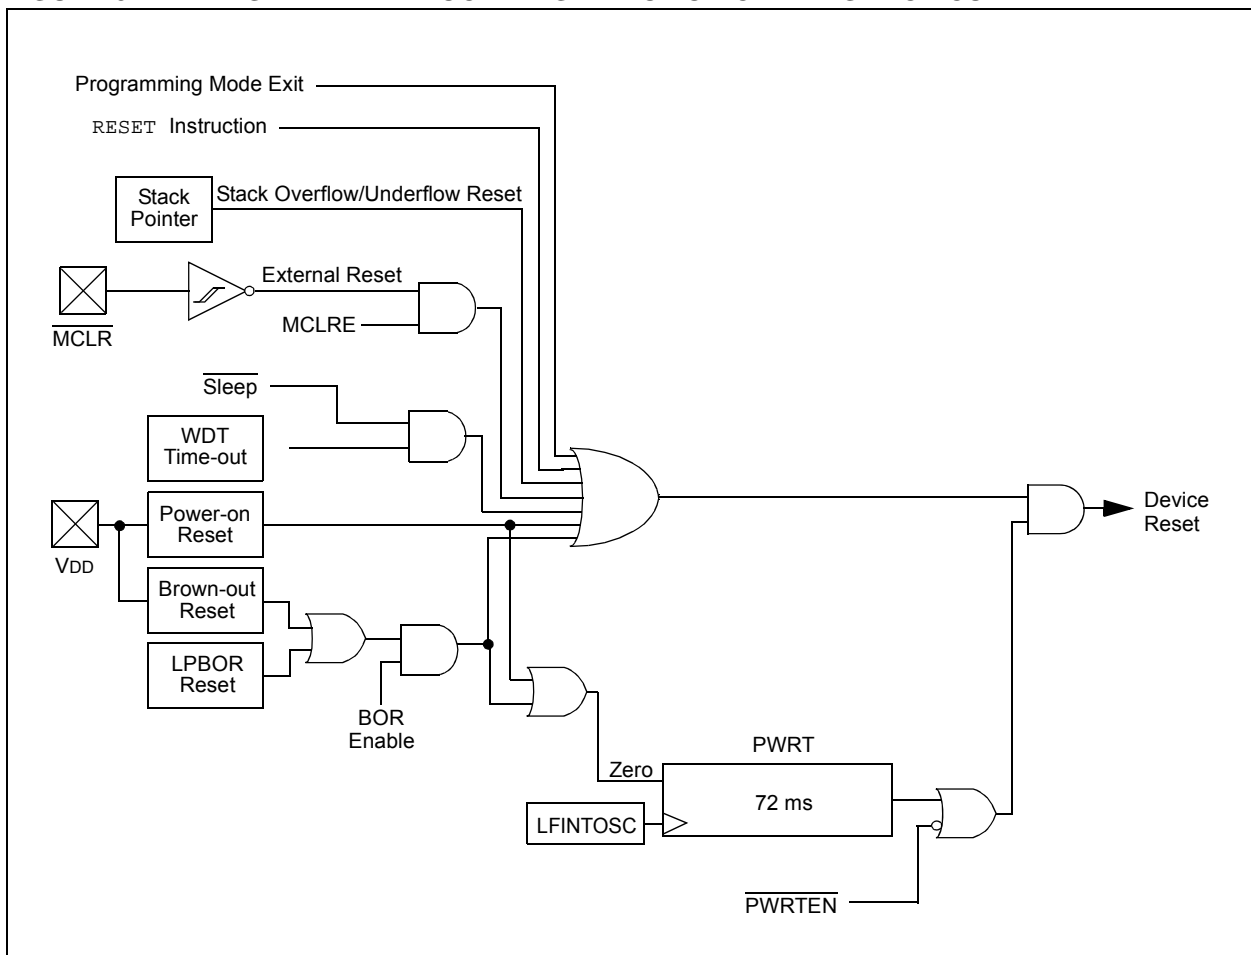 Programming Mode Exit
RESET Instruction
Stack
Pointer
Stack Overflow/Underflow Reset
External Reset
MCLR
MCLRE
Sleep
WDT
Time-out
Power-on
Reset
VDD
Brown-out
Reset
LPBOR
Reset
BOR
Enable
Device
Reset
PWRT
Zero
72 ms
LFINTOSC
PWRTEN